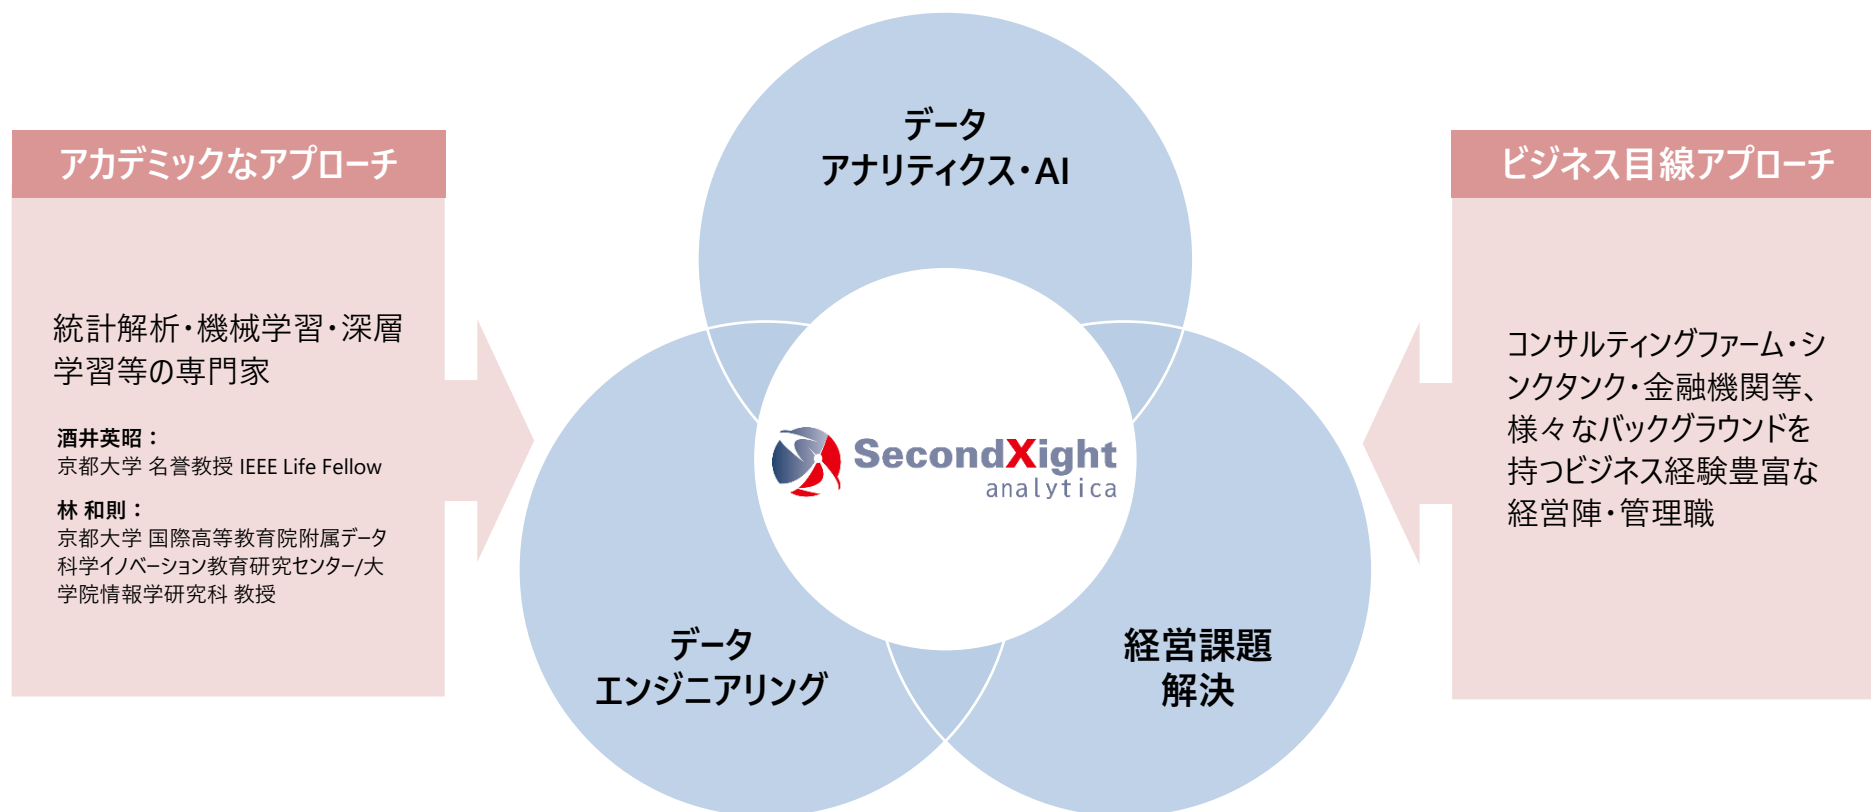 アカデミックなアプローチ
統計解析・機械学習・深層
学習等の専門家
酒井英昭：
京都大学 名誉教授 IEEE Life Fellow
林 和則：
京都大学 国際高等教育院附属データ
科学イノベーション教育研究センター/大
学院情報学研究科 教授
データ
アナリティクス・AI
SecondXight
analytica
データ
エンジニアリング
経営課題
解決
ビジネス目線アプローチ
コンサルティングファーム・シ
ンクタンク・金融機関等、
様々なバックグラウンドを
持つビジネス経験豊富な
経営陣・管理職